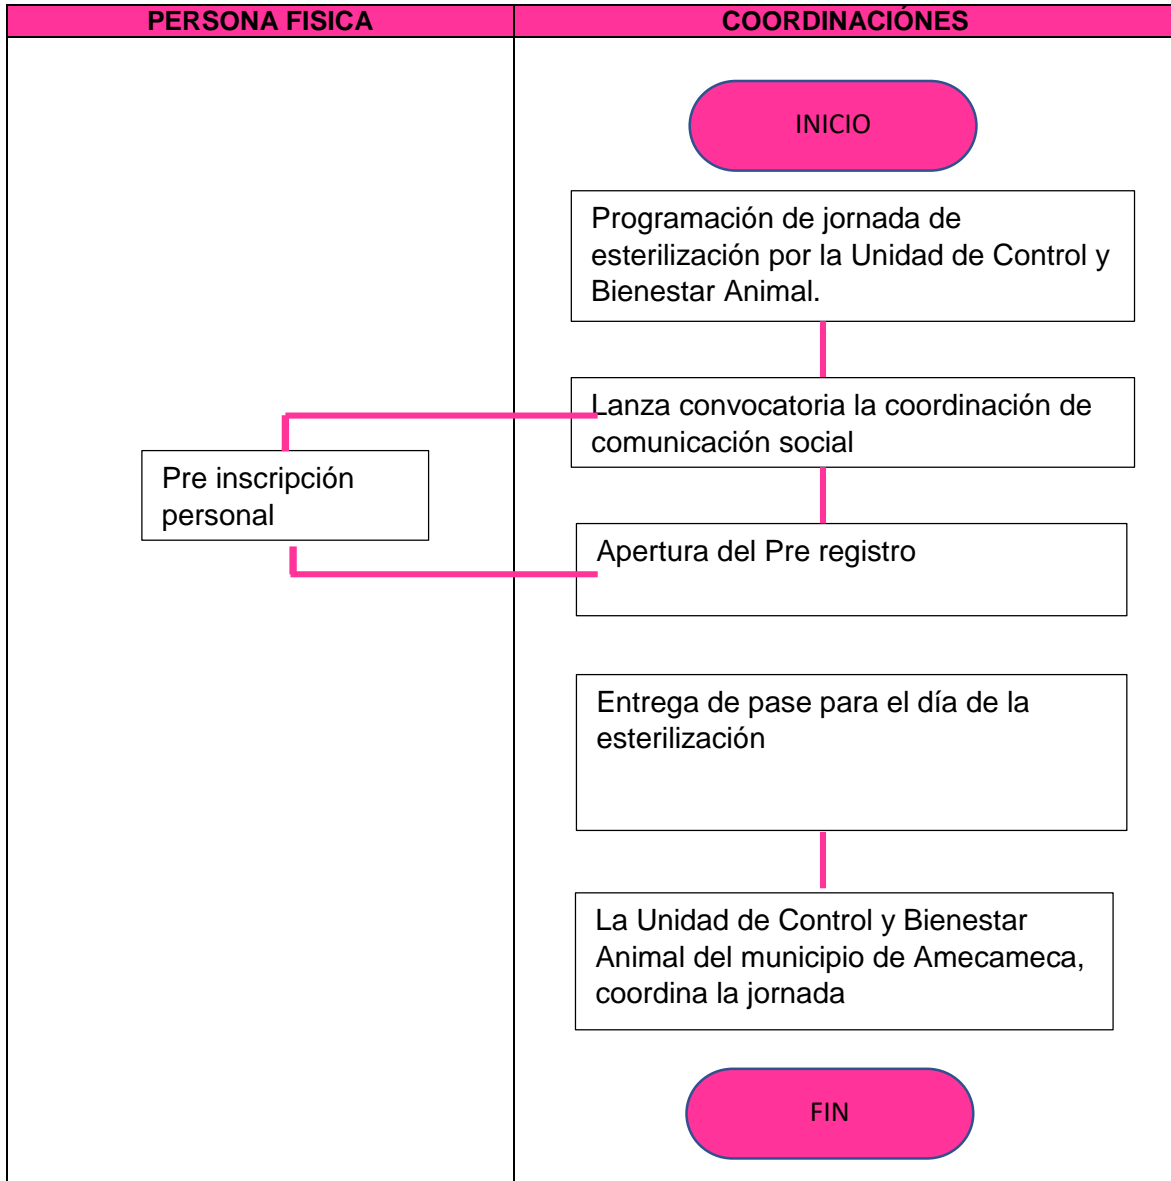 PERSONA FISICA
COORDINACIÓNES
INICIO
Programación de jornada de
esterilización por la Unidad de Control y
Bienestar Animal.
Lanza convocatoria la coordinación de
comunicación social
Pre inscripción
personal
Apertura del Pre registro
Entrega de pase para el día de la
esterilización
La Unidad de Control y Bienestar
Animal del municipio de Amecameca,
coordina la jornada
FIN